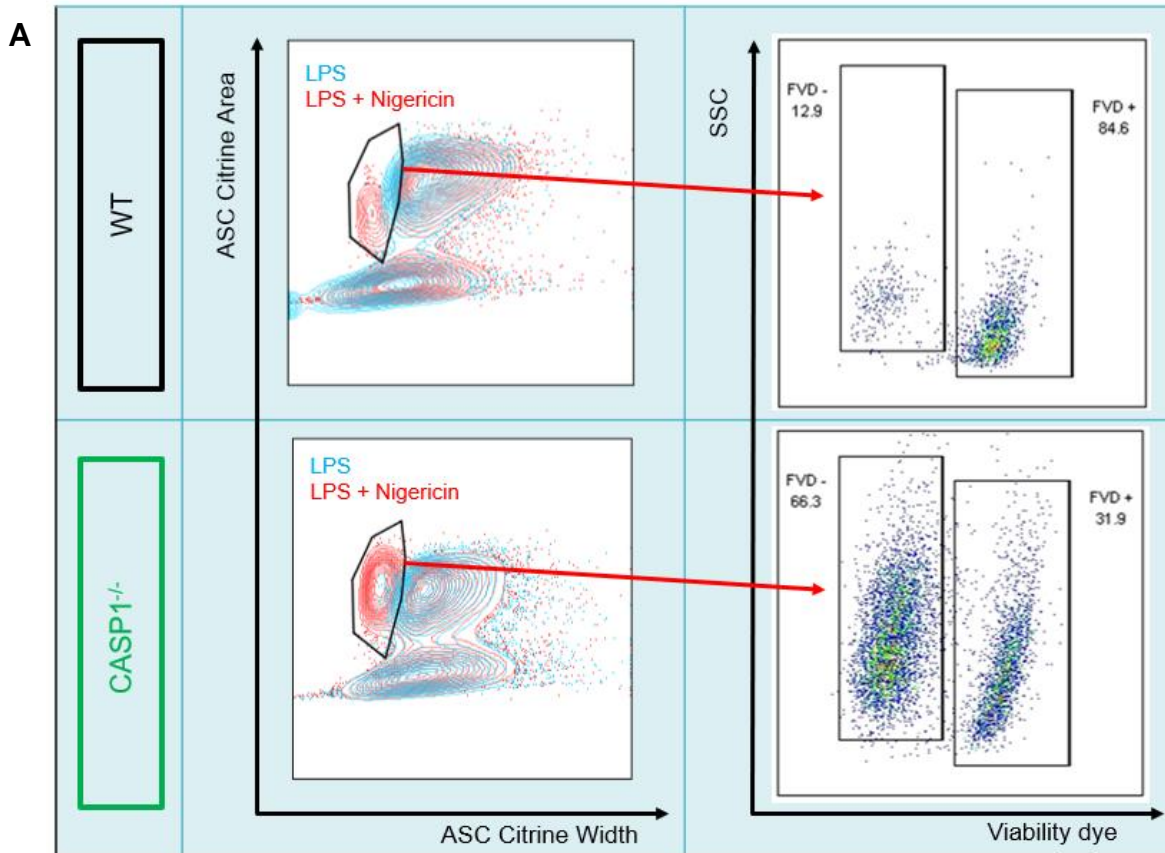 A
WT
ASC Citrine Area
LPS
LPS + Nigericin
SSC
FVD -
12.9
FVD +
84.6
CASP1-/-
LPS
LPS + Nigericin
FVD -
66.3
FVD +
31.9
ASC Citrine Width
Viability dye